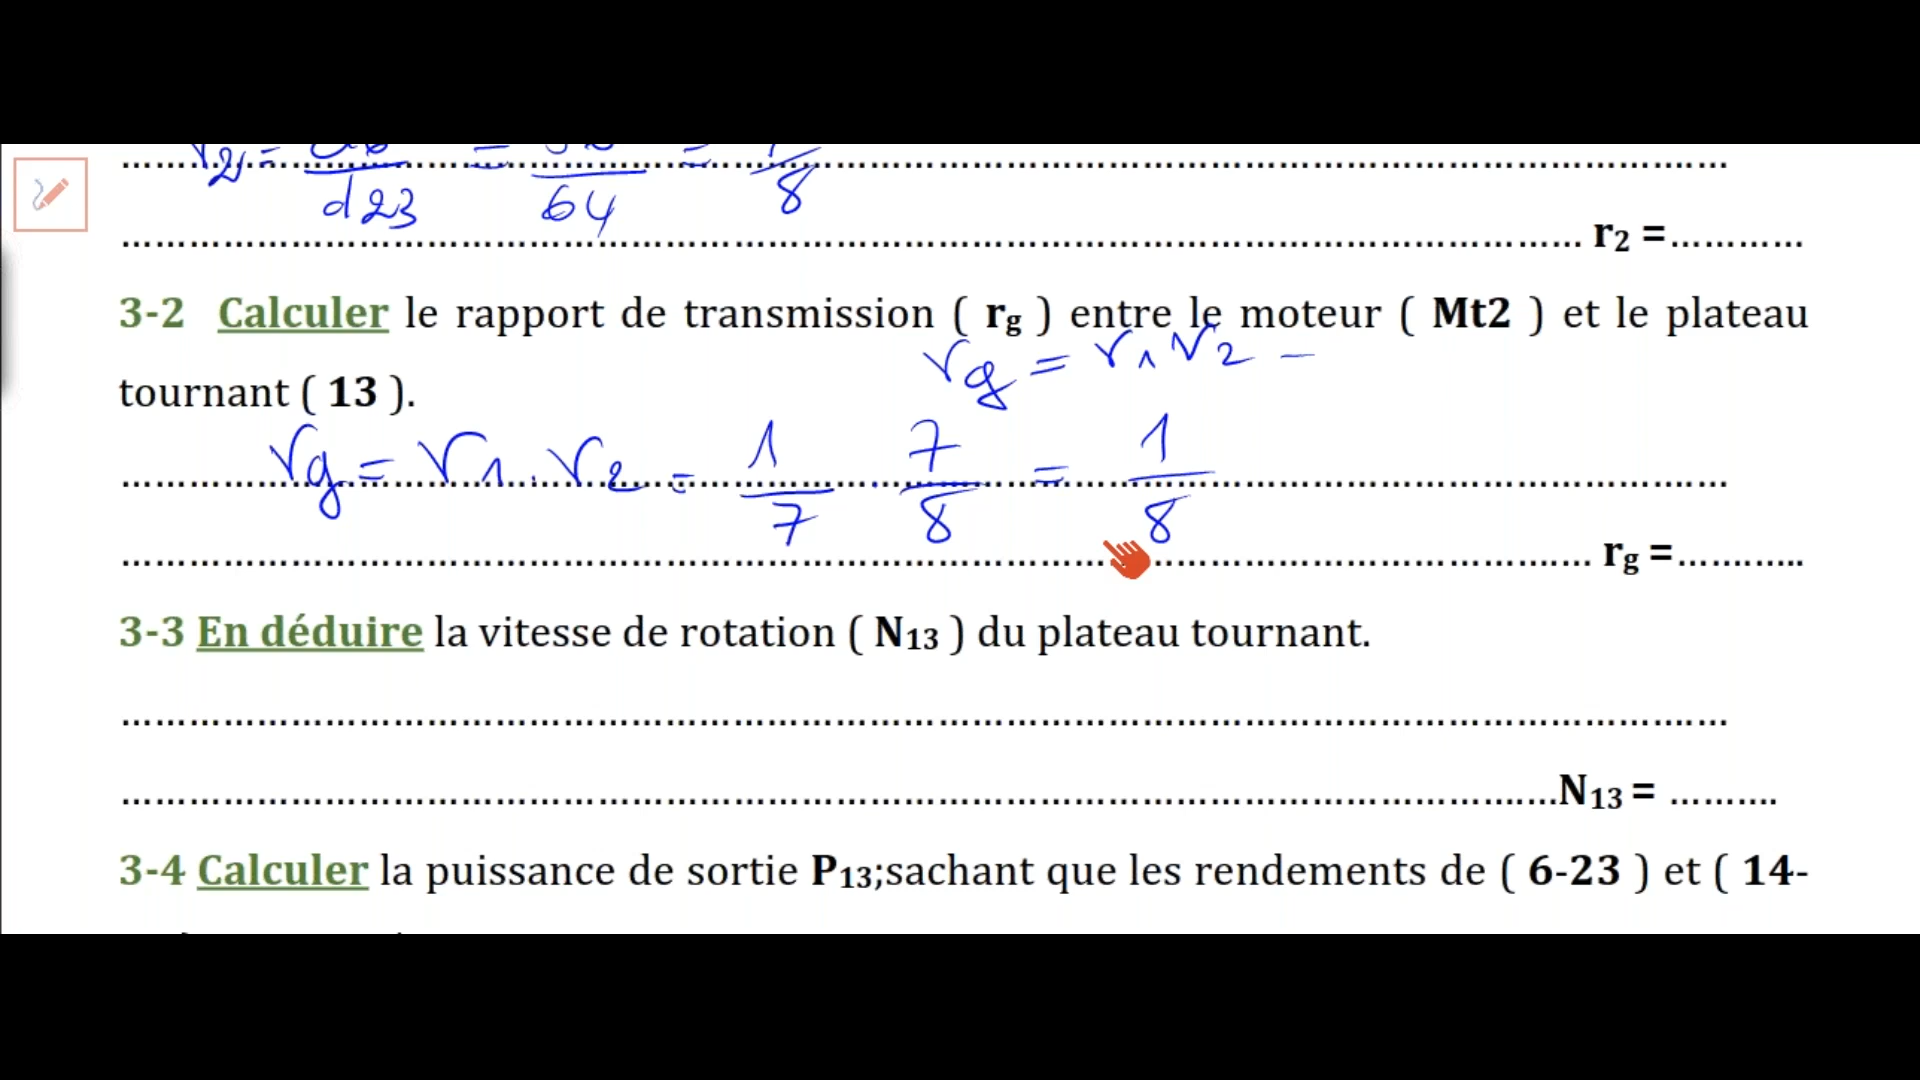 = d23 = 64 = 8
r2 =
3-2 Calculer le rapport de transmission ( rg ) entre le moteur ( Mt2 ) et le plateau
rg = r1 r2 –
tournant ( 13 ).
rg = r1 . r2 = 1/7 . 7/8 = 1/8
rg =
3-3 En déduire la vitesse de rotation ( N13 ) du plateau tournant.
N13 =
3-4 Calculer la puissance de sortie P13;sachant que les rendements de ( 6-23 ) et ( 14-